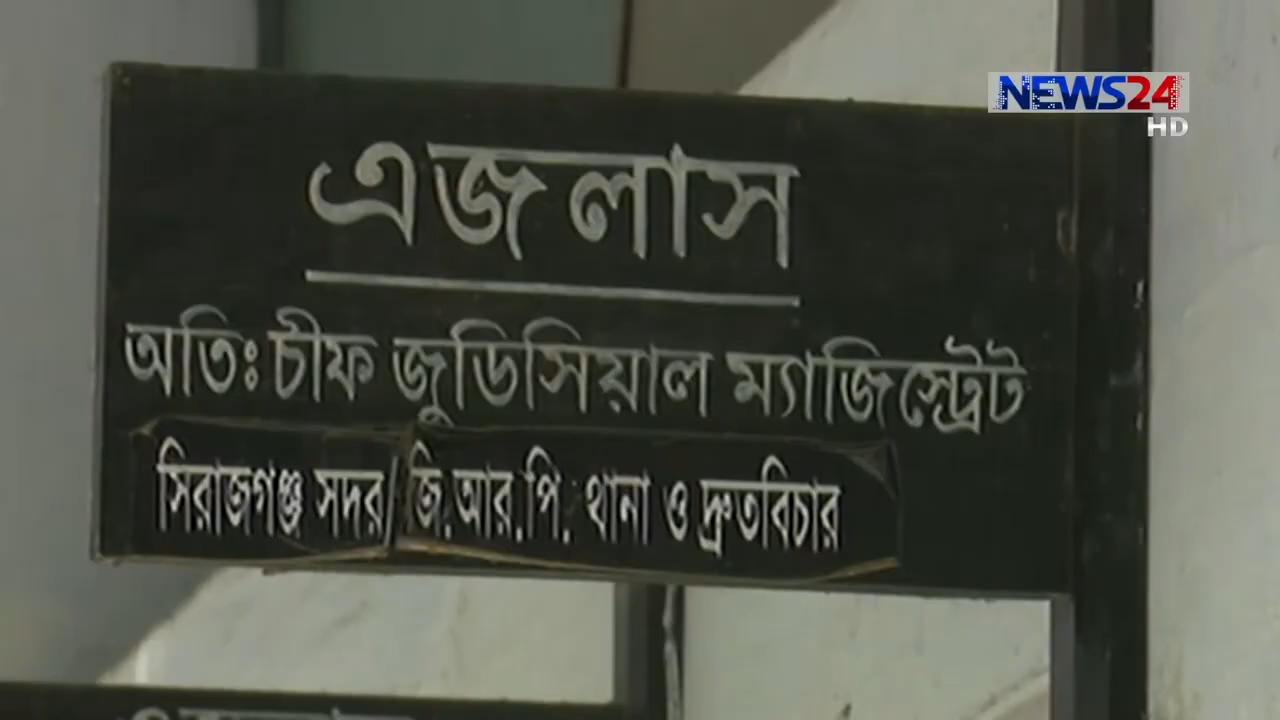 NEWS24
HD
এজলাস
অতি: চীফ জুডিসিয়াল ম্যাজিস্ট্রেট
সিরাজগঞ্জ সদর/ জি.আর.পি. থানা ও দ্রুতবিচার